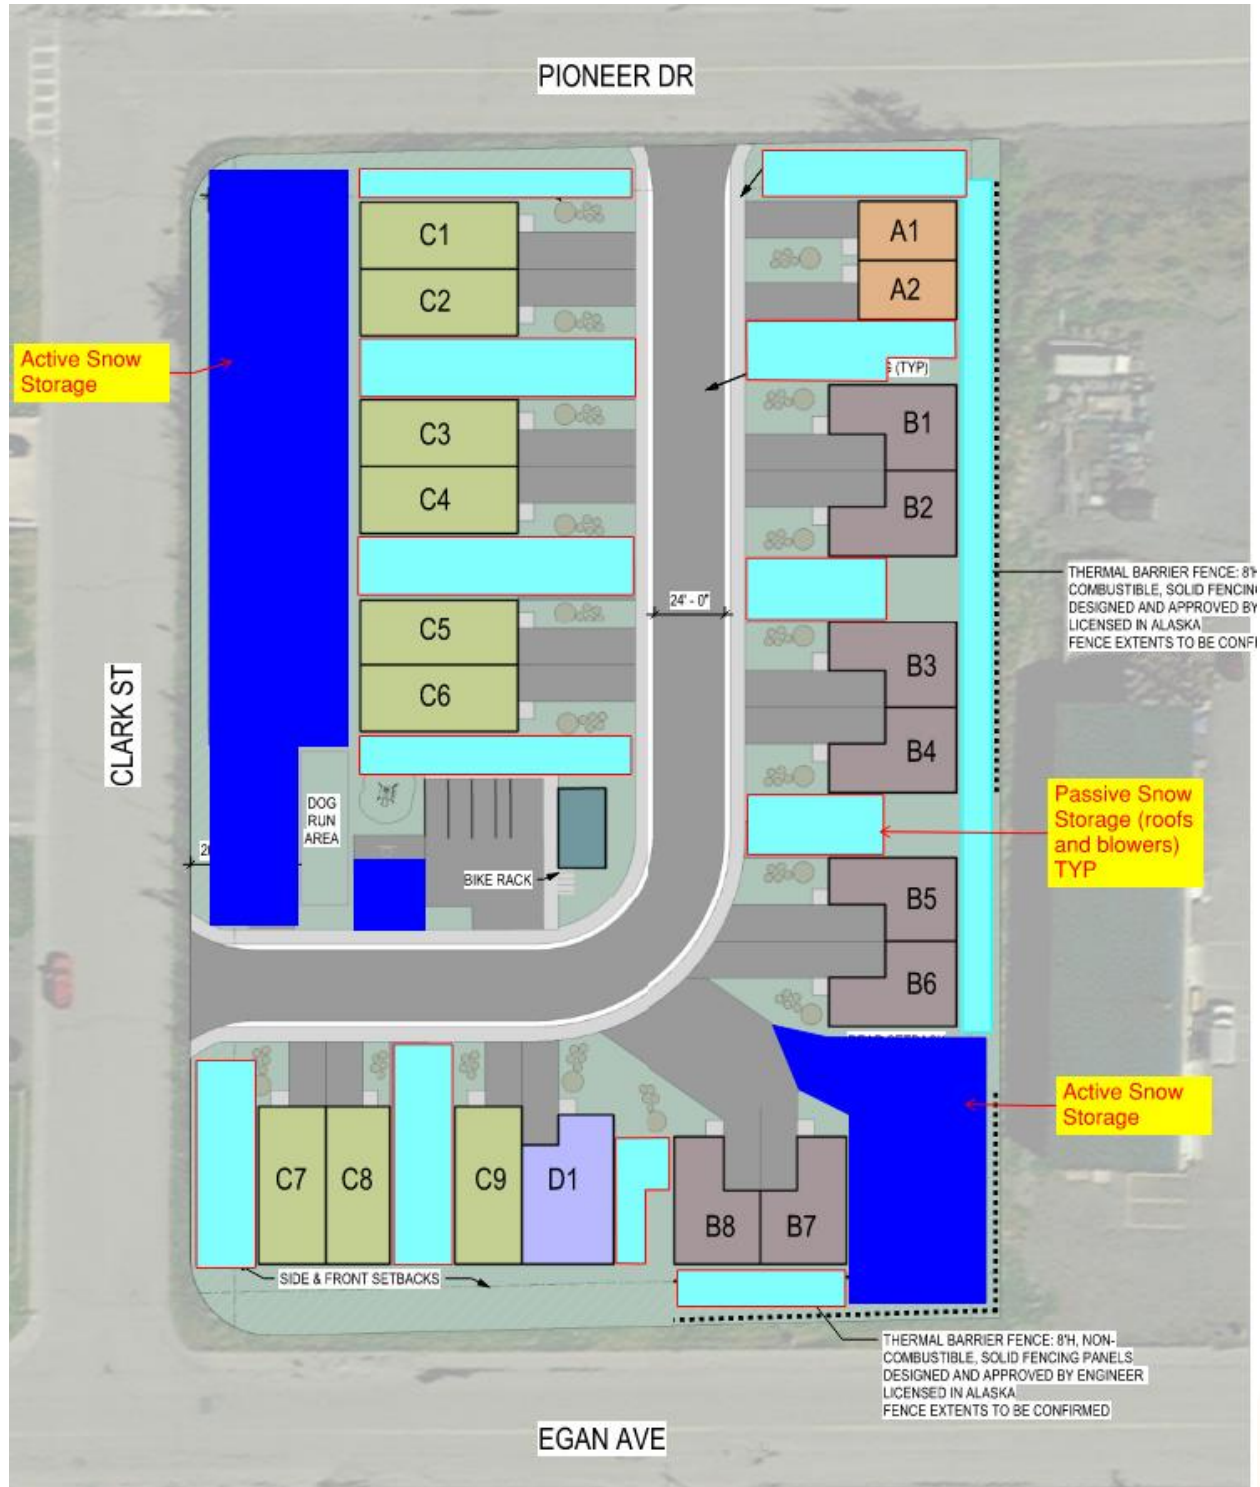 PIONEER DR
C1
A1
C2
A2
Active Snow
Storage
(TYP)
C3
B1
C4
B2
THERMAL BARRIER FENCE: 8'H
COMBUSTIBLE, SOLID FENCING
DESIGNED AND APPROVED BY
LICENSED IN ALASKA
FENCE EXTENTS TO BE CONFI
24' - 0"
C5
B3
C6
CLARK ST
B4
DOG
RUN
AREA
Passive Snow
Storage (roofs
and blowers)
TYP
BIKE RACK
B5
B6
Active Snow
Storage
C7
C8
C9
D1
B8
B7
SIDE & FRONT SETBACKS
THERMAL BARRIER FENCE: 8'H, NON-
COMBUSTIBLE, SOLID FENCING PANELS
DESIGNED AND APPROVED BY ENGINEER
LICENSED IN ALASKA
FENCE EXTENTS TO BE CONFIRMED
EGAN AVE